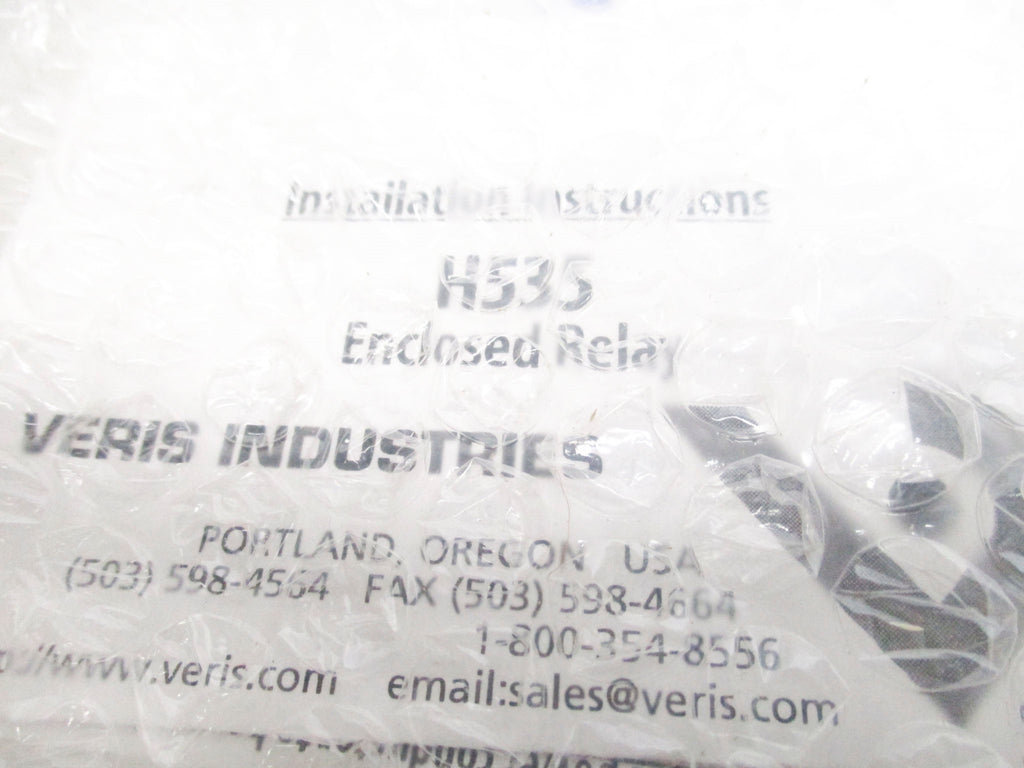 Installation Instructions
H535
Enclosed Relay
VERIS INDUSTRIES
PORTLAND, OREGON USA
(503) 598-4564 FAX (503) 598-4664
1-800-354-8556
://www.veris.com email:sales@veris.com